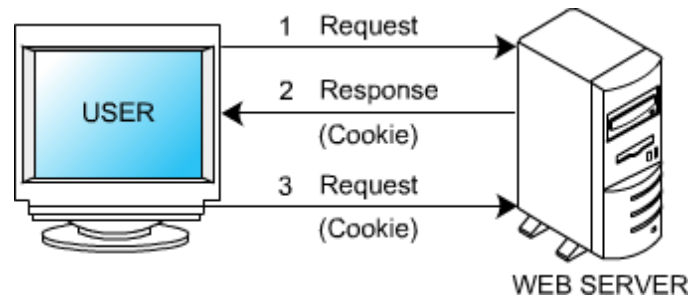 1 Request
USER
2 Response
(Cookie)
3 Request
(Cookie)
WEB SERVER